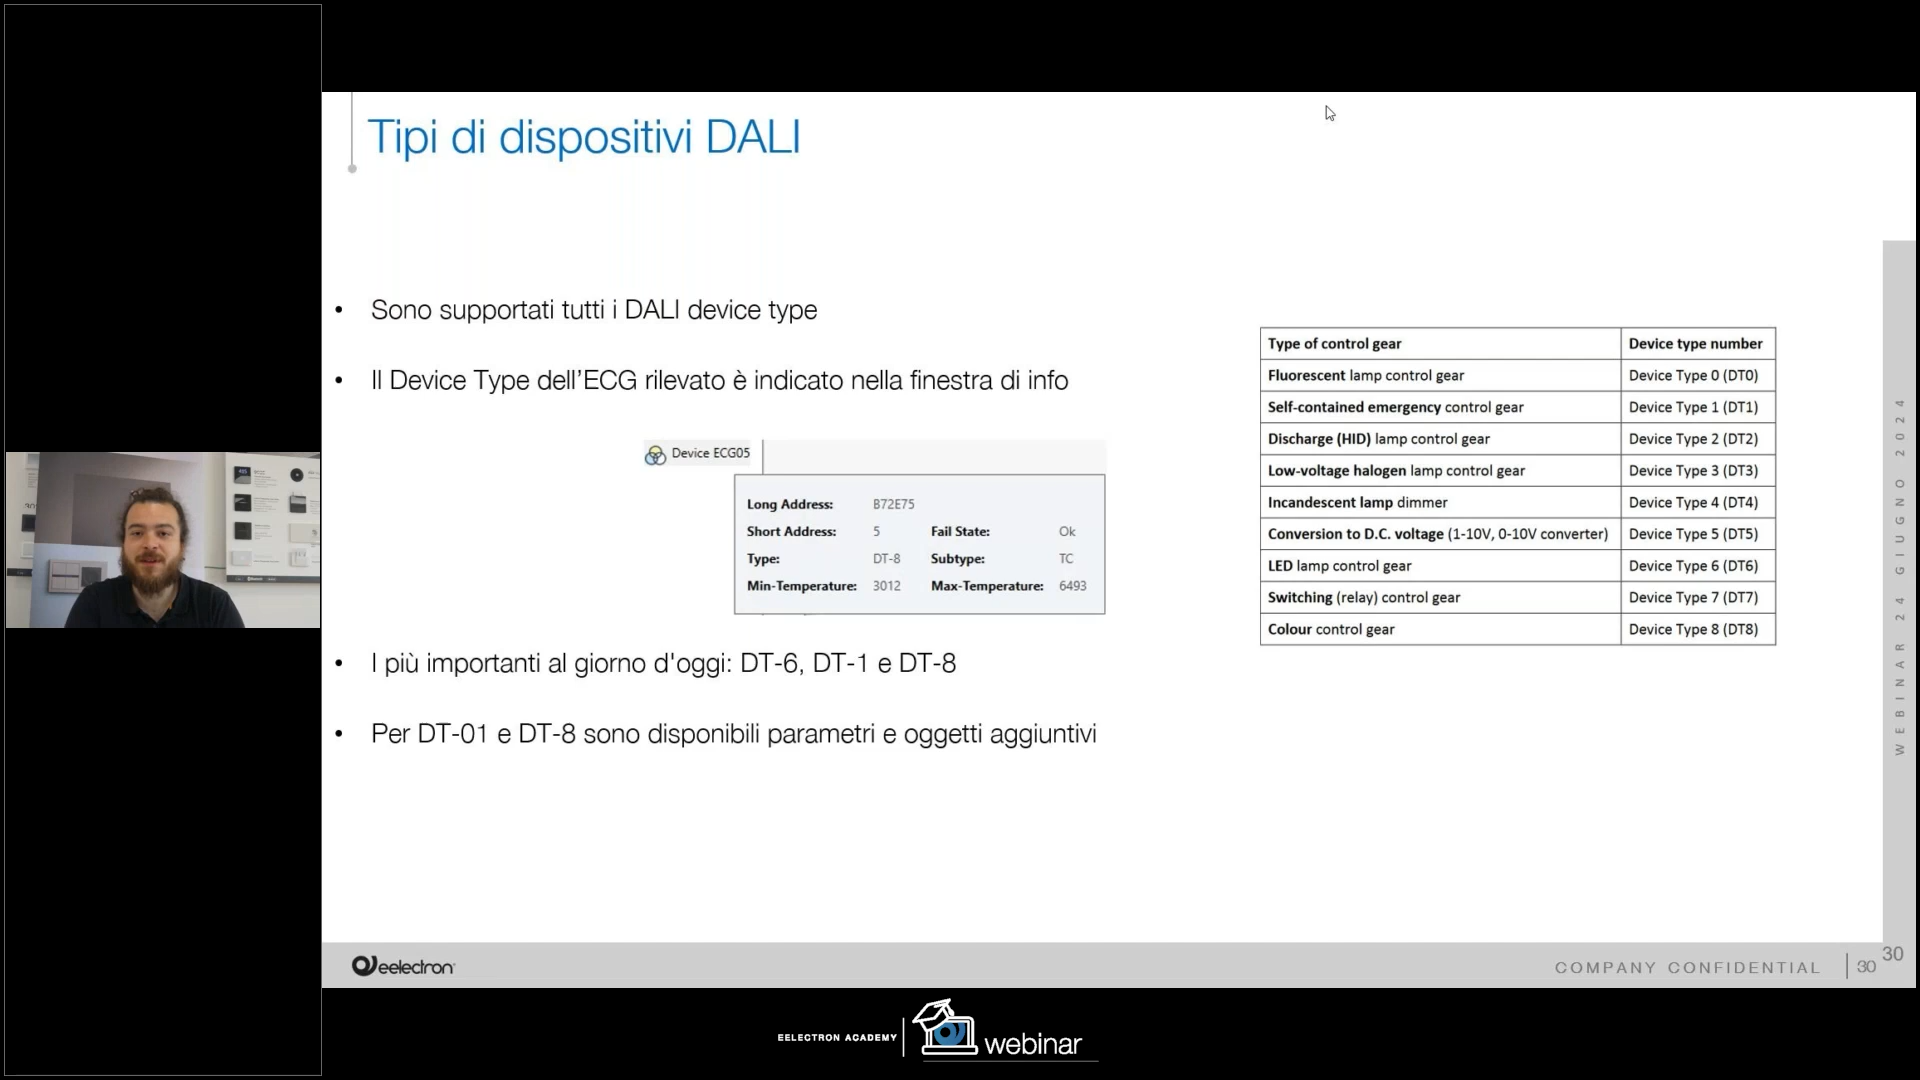 Tipi di dispositivi DALI
• Sono supportati tutti i DALI device type
• Il Device Type dell’ECG rilevato è indicato nella finestra di info
Device ECG05
Long Address: B72E75
Short Address: 5 Fail State: Ok
Type: DT-8 Subtype: TC
Min-Temperature: 3012 Max-Temperature: 6493
• I più importanti al giorno d'oggi: DT-6, DT-1 e DT-8
• Per DT-01 e DT-8 sono disponibili parametri e oggetti aggiuntivi
Type of control gear Device type number
Fluorescent lamp control gear Device Type 0 (DT0)
Self-contained emergency control gear Device Type 1 (DT1)
Discharge (HID) lamp control gear Device Type 2 (DT2)
Low-voltage halogen lamp control gear Device Type 3 (DT3)
Incandescent lamp dimmer Device Type 4 (DT4)
Conversion to D.C. voltage (1-10V, 0-10V converter) Device Type 5 (DT5)
LED lamp control gear Device Type 6 (DT6)
Switching (relay) control gear Device Type 7 (DT7)
Colour control gear Device Type 8 (DT8)
WEBINAR 24 GIUGNO 2024
eelectron
COMPANY CONFIDENTIAL 30
30
EELECTRON ACADEMY webinar